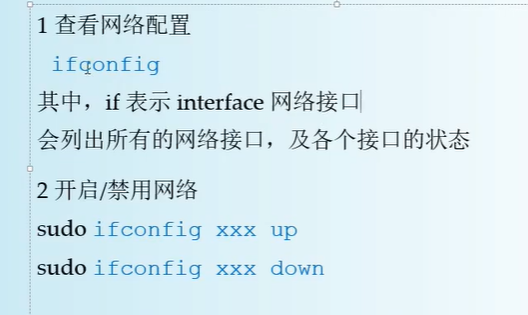 1 查看网络配置
ifconfig
其中，if 表示 interface 网络接口
会列出所有的网络接口，及各个接口的状态
2 开启/禁用网络
sudo ifconfig xxx up
sudo ifconfig xxx down